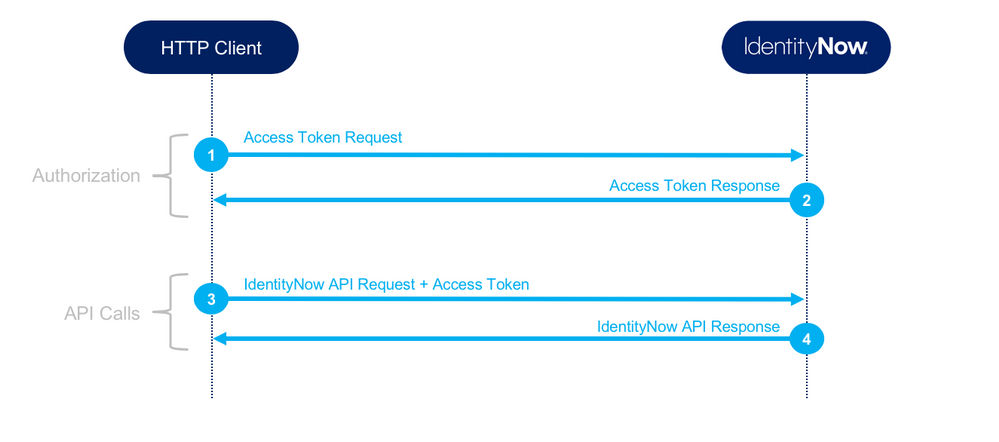 HTTP Client
IdentityNow
Access Token Request
1
Authorization
Access Token Response
2
IdentityNow API Request + Access Token
3
API Calls
IdentityNow API Response
4